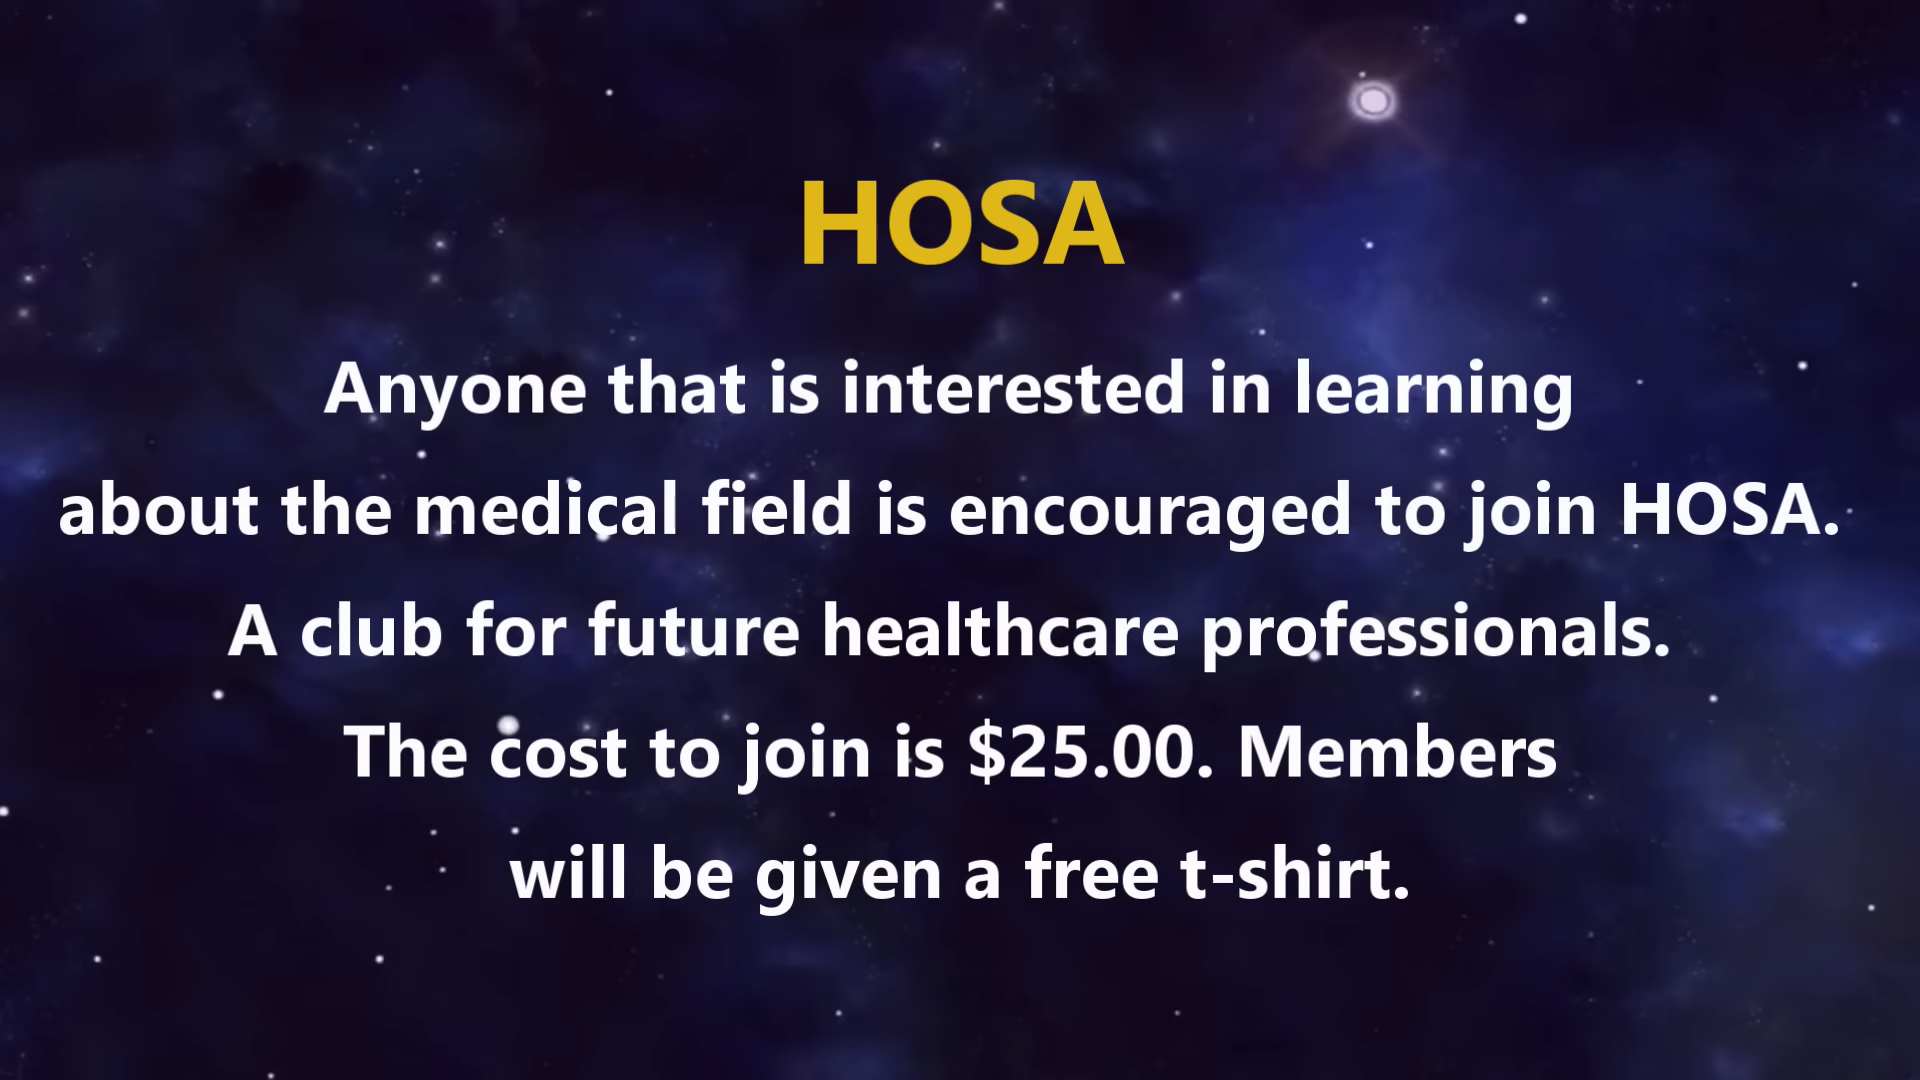 HOSA
Anyone that is interested in learning
about the medical field is encouraged to join HOSA.
A club for future healthcare professionals.
The cost to join is $25.00. Members
will be given a free t-shirt.